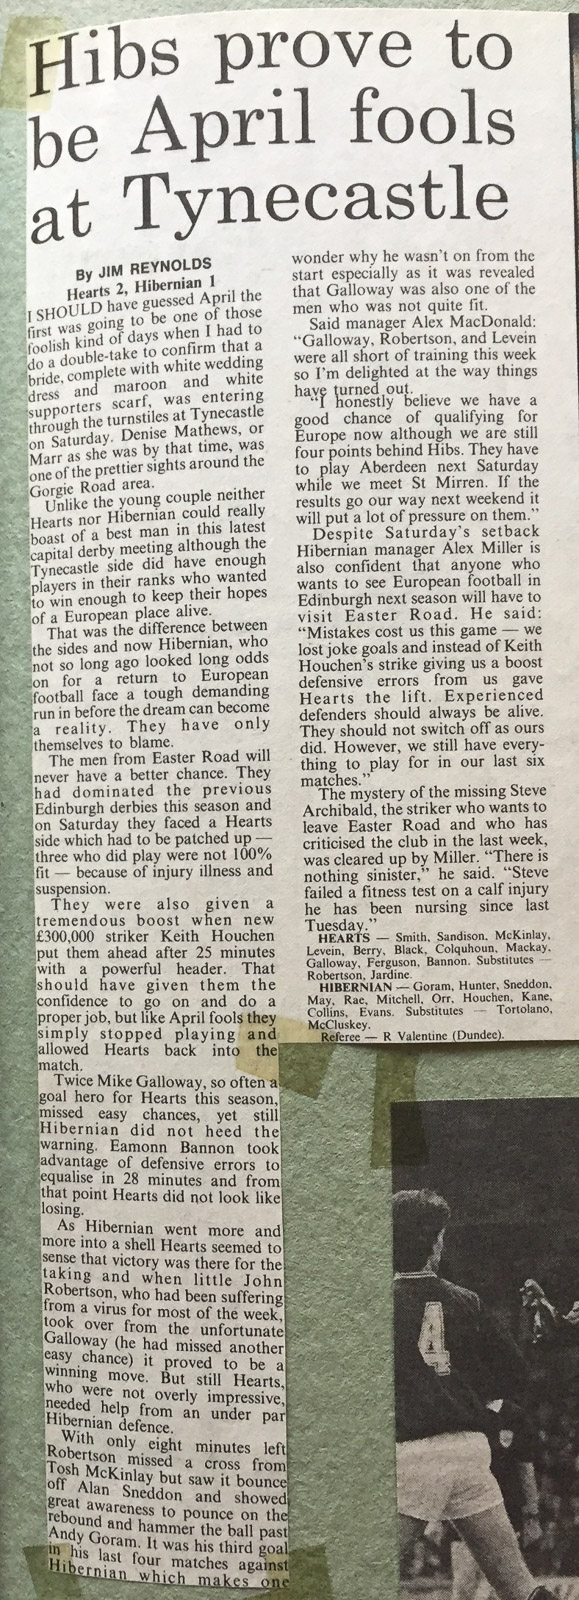 Hibs prove to
be April fools
at Tynecastle
By JIM REYNOLDS
Hearts 2, Hibernian 1
I SHOULD have guessed April the
first was going to be one of those
foolish kind of days when I had to
do a double-take to confirm that a
bride, complete with white wedding
dress and maroon and white
supporters scarf, was entering
through the turnstiles at Tynecastle
on Saturday. Denise Mathews, or
Marr as she was by that time, was
one of the prettier sights around the
Gorgie Road area.
Unlike the young couple neither
Hearts nor Hibernian could really
boast of a best man in this latest
capital derby meeting although the
Tynecastle side did have enough
players in their ranks who wanted
to win enough to keep their hopes
of a European place alive.
That was the difference between
the sides and now Hibernian, who
not so long ago looked long odds
on for a return to European
football face a tough demanding
run in before the dream can become
a reality. They have only
themselves to blame.
The men from Easter Road will
never have a better chance. They
had dominated the previous
Edinburgh derbies this season and
on Saturday they faced a Hearts
side which had to be patched up —
three who did play were not 100%
fit — because of injury illness and
suspension.
They were also given a
tremendous boost when new
£300,000 striker Keith Houchen
put them ahead after 25 minutes
with a powerful header. That
should have given them the
confidence to go on and do a
proper job, but like April fools they
simply stopped playing and
allowed Hearts back into the
match.
Twice Mike Galloway, so often a
goal hero for Hearts this season,
missed easy chances, yet still
Hibernian did not heed the
warning. Eamonn Bannon took
advantage of defensive errors to
equalise in 28 minutes and from
that point Hearts did not look like
losing.
As Hibernian went more and
more into a shell Hearts seemed to
sense that victory was there for the
taking and when little John
Robertson, who had been suffering
from a virus for most of the week,
took over from the unfortunate
Galloway (he had missed another
easy chance) it proved to be a
winning move. But still Hearts,
who were not overly impressive,
needed help from an under par
Hibernian defence.
With only eight minutes left
Robertson missed a cross from
Tosh McKinlay but saw it bounce
off Alan Sneddon and showed
great awareness to pounce on the
rebound and hammer the ball past
Andy Goram. It was his third goal
in his last four matches against
Hibernian which makes one
wonder why he wasn't on from the
start especially as it was revealed
that Galloway was also one of the
men who was not quite fit.
Said manager Alex MacDonald:
"Galloway, Robertson, and Levein
were all short of training this week
so I'm delighted at the way things
have turned out.
"I honestly believe we have a
good chance of qualifying for
Europe now although we are still
four points behind Hibs. They have
to play Aberdeen next Saturday
while we meet St Mirren. If the
results go our way next weekend it
will put a lot of pressure on them."
Despite Saturday's setback
Hibernian manager Alex Miller is
also confident that anyone who
wants to see European football in
Edinburgh next season will have to
visit Easter Road. He said:
"Mistakes cost us this game — we
lost joke goals and instead of Keith
Houchen's strike giving us a boost
defensive errors from us gave
Hearts the lift. Experienced
defenders should always be alive.
They should not switch off as ours
did. However, we still have every-
thing to play for in our last six
matches."
The mystery of the missing Steve
Archibald, the striker who wants to
leave Easter Road and who has
criticised the club in the last week,
was cleared up by Miller. "There is
nothing sinister," he said. "Steve
failed a fitness test on a calf injury
he has been nursing since last
Tuesday."
HEARTS — Smith, Sandison, McKinlay,
Levein, Berry, Black, Colquhoun, Mackay,
Galloway, Ferguson, Bannon. Substitutes —
Robertson, Jardine.
HIBERNIAN — Goram, Hunter, Sneddon,
May, Rae, Mitchell, Orr, Houchen, Kane,
Collins, Evans. Substitutes — Tortolano,
McCluskey.
Referee — R Valentine (Dundee).
4